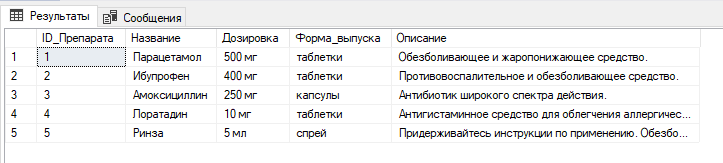 Результаты Сообщения
ID_Препарата Название Дозировка Форма_выпуска Описание
1 1 Парацетамол 500 мг таблетки Обезболивающее и жаропонижающее средство.
2 2 Ибупрофен 400 мг таблетки Противовоспалительное и обезболивающее средство.
3 3 Амоксициллин 250 мг капсулы Антибиотик широкого спектра действия.
4 4 Лоратадин 10 мг таблетки Антигистаминное средство для облегчения аллергичес...
5 5 Ринза 5 мл спрей Придерживайтесь инструкции по применению. Обезбо...